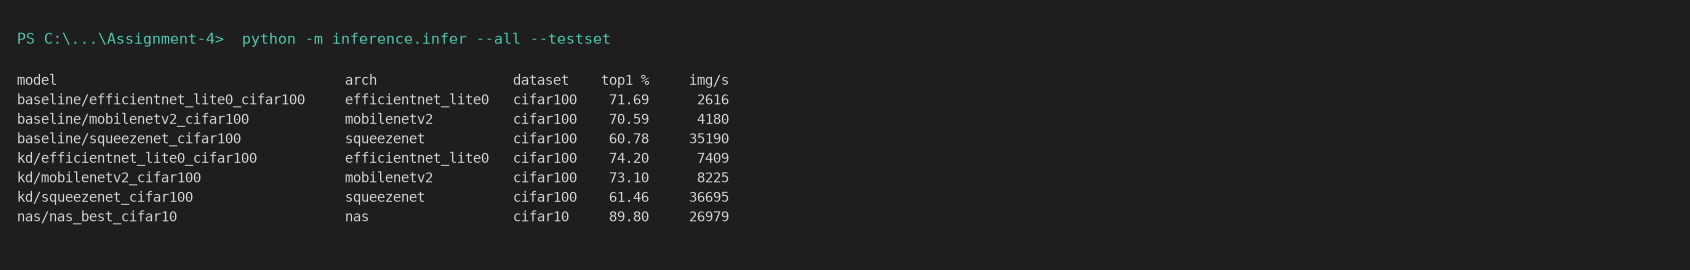 PS C:\...\Assignment-4>  python -m inference.infer --all --testset
model                                    arch                 dataset    top1 %     img/s
baseline/efficientnet_lite0_cifar100     efficientnet_lite0   cifar100    71.69      2616
baseline/mobilenetv2_cifar100            mobilenetv2          cifar100    70.59      4180
baseline/squeezenet_cifar100             squeezenet           cifar100    60.78     35190
kd/efficientnet_lite0_cifar100           efficientnet_lite0   cifar100    74.20      7409
kd/mobilenetv2_cifar100                  mobilenetv2          cifar100    73.10      8225
kd/squeezenet_cifar100                   squeezenet           cifar100    61.46     36695
nas/nas_best_cifar10                     nas                  cifar10     89.80     26979